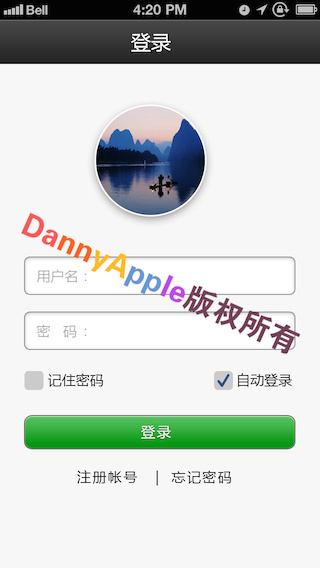 Bell 4:20 PM
登录
DannyApple版权所有
用户名：
密 码：
记住密码 自动登录
登录
注册帐号 | 忘记密码